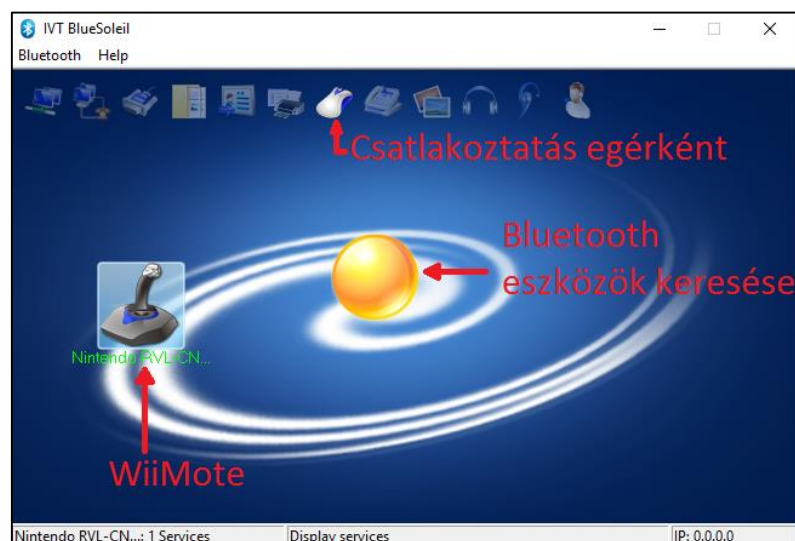 IVT BlueSoleil
Bluetooth Help
Csatlakoztatás egérként
Bluetooth
eszközök keresése
Nintendo RVL-CN...
WiiMote
Nintendo RVL-CN...: 1 Services Display services IP: 0.0.0.0